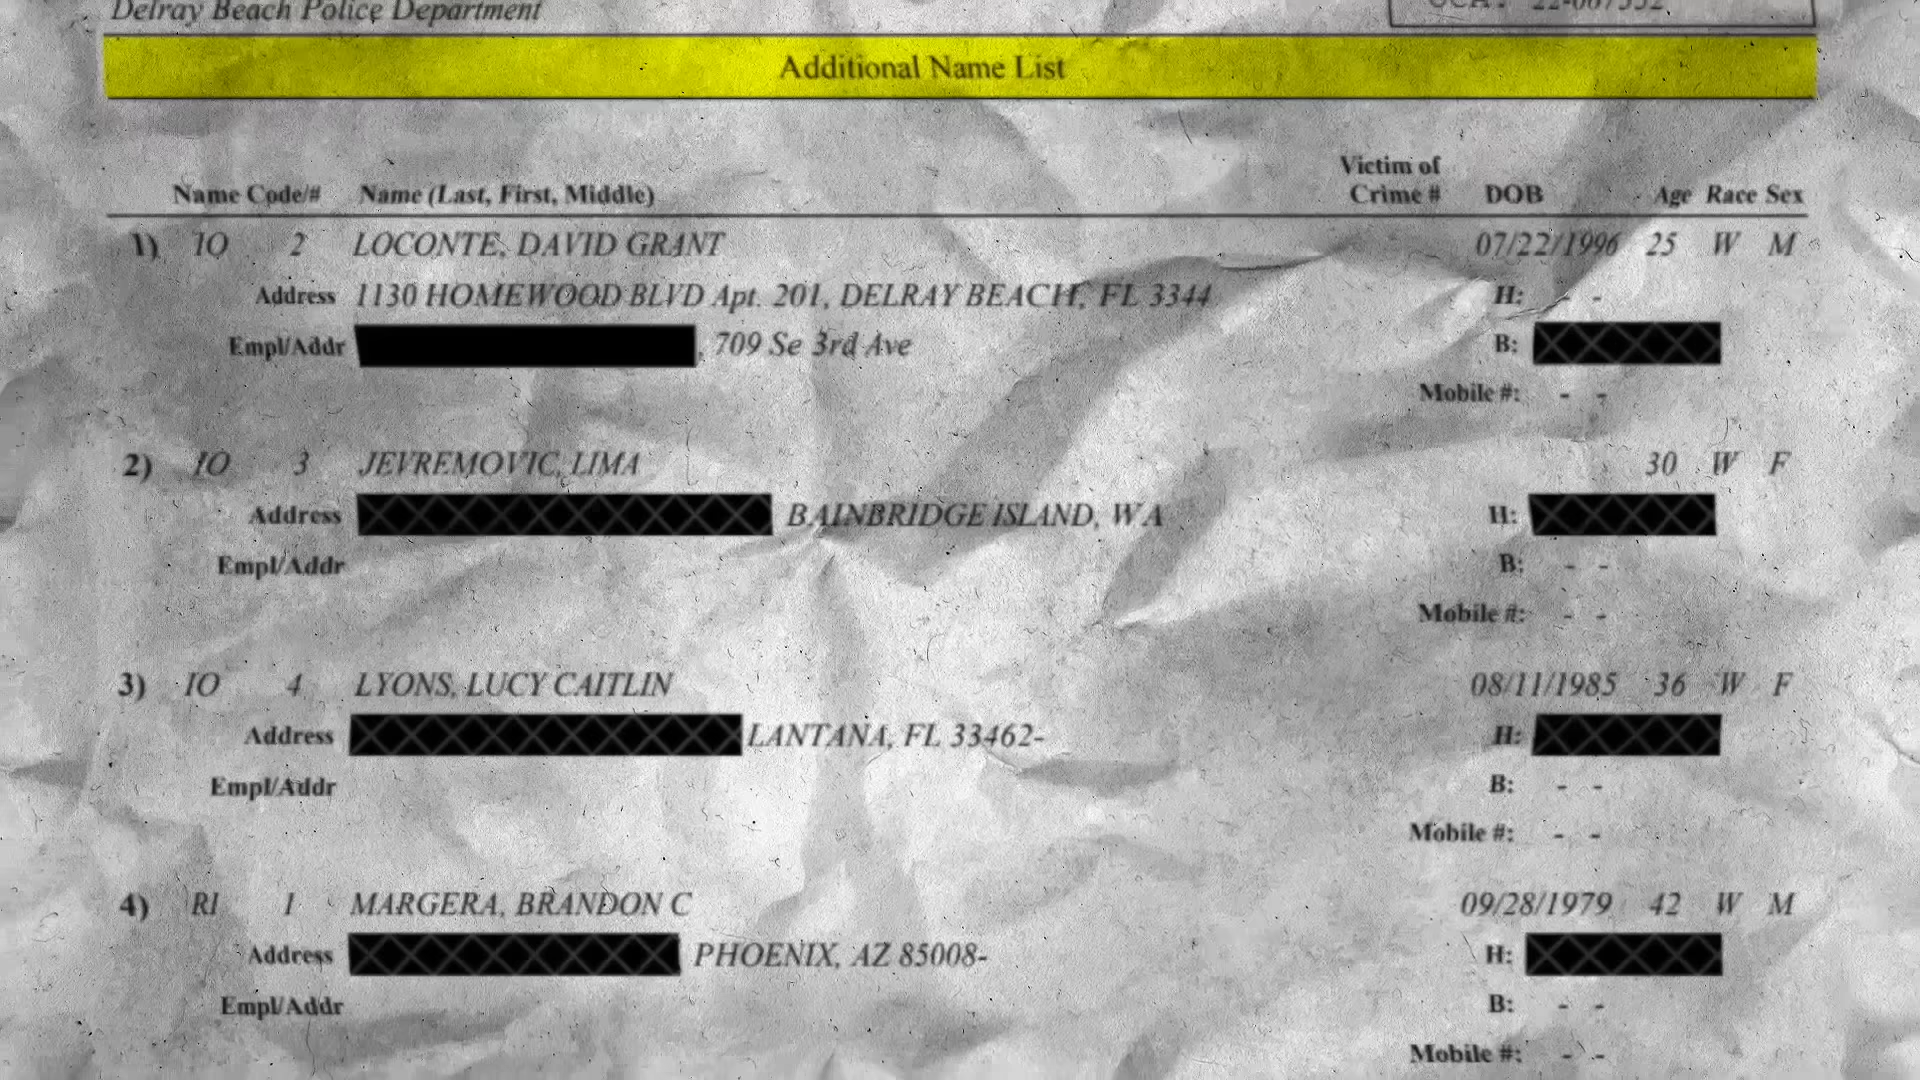 Delray Beach Police Department
OCA: 22-007352
Additional Name List
Victim of
Name Code/# Name (Last, First, Middle) Crime # DOB Age Race Sex
1) IO 2 LOCONTE, DAVID GRANT 07/22/1996 25 W M
Address 1130 HOMEWOOD BLVD Apt. 201, DELRAY BEACH, FL 3344 H: - -
Empl/Addr , 709 Se 3rd Ave B:
Mobile #: - -
2) IO 3 JEVREMOVIC, LIMA 30 W F
Address BAINBRIDGE ISLAND, WA H:
Empl/Addr B: - -
Mobile #: - -
3) IO 4 LYONS, LUCY CAITLIN 08/11/1985 36 W F
Address LANTANA, FL 33462- H:
Empl/Addr B: - -
Mobile #: - -
4) RI 1 MARGERA, BRANDON C 09/28/1979 42 W M
Address PHOENIX, AZ 85008- H:
Empl/Addr B: - -
Mobile #: - -